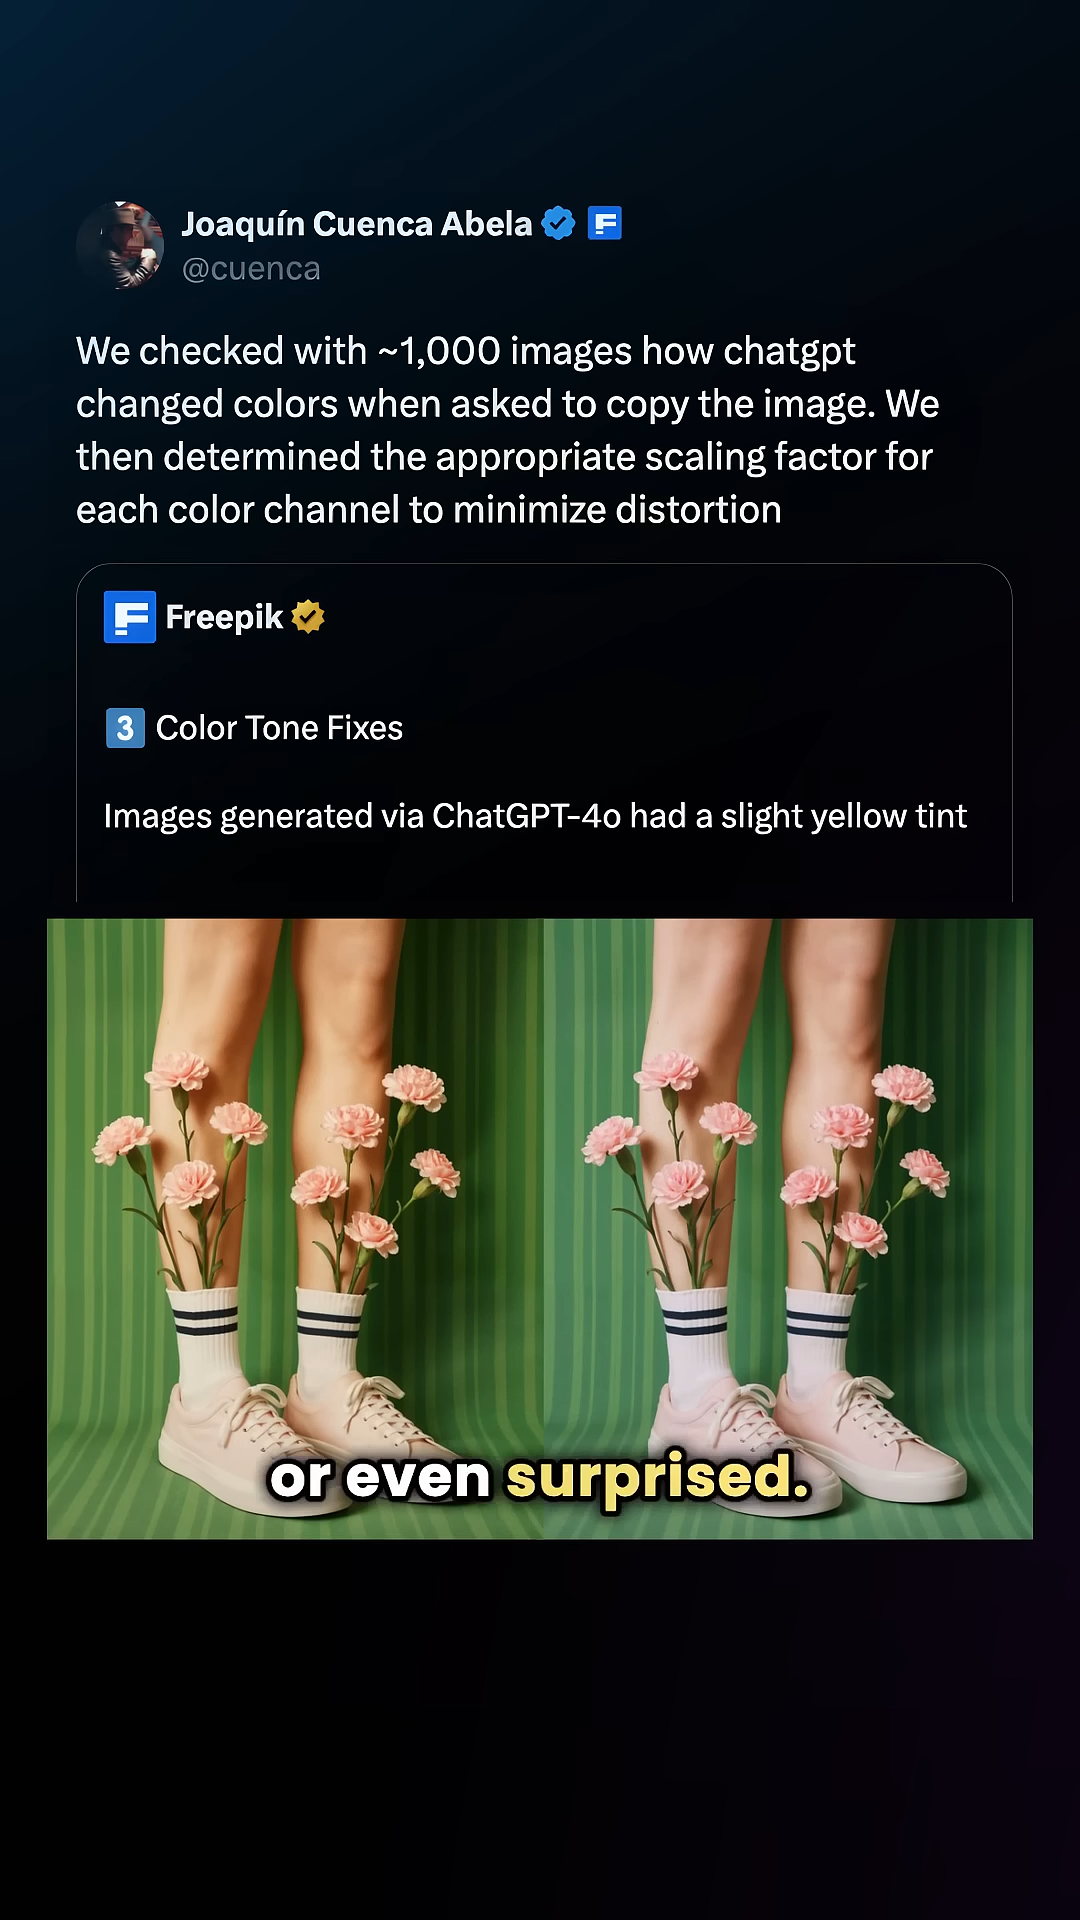 Joaquín Cuenca Abela
@cuenca
We checked with ~1,000 images how chatgpt
changed colors when asked to copy the image. We
then determined the appropriate scaling factor for
each color channel to minimize distortion
Freepik
3 Color Tone Fixes
Images generated via ChatGPT-4o had a slight yellow tint
or even surprised.